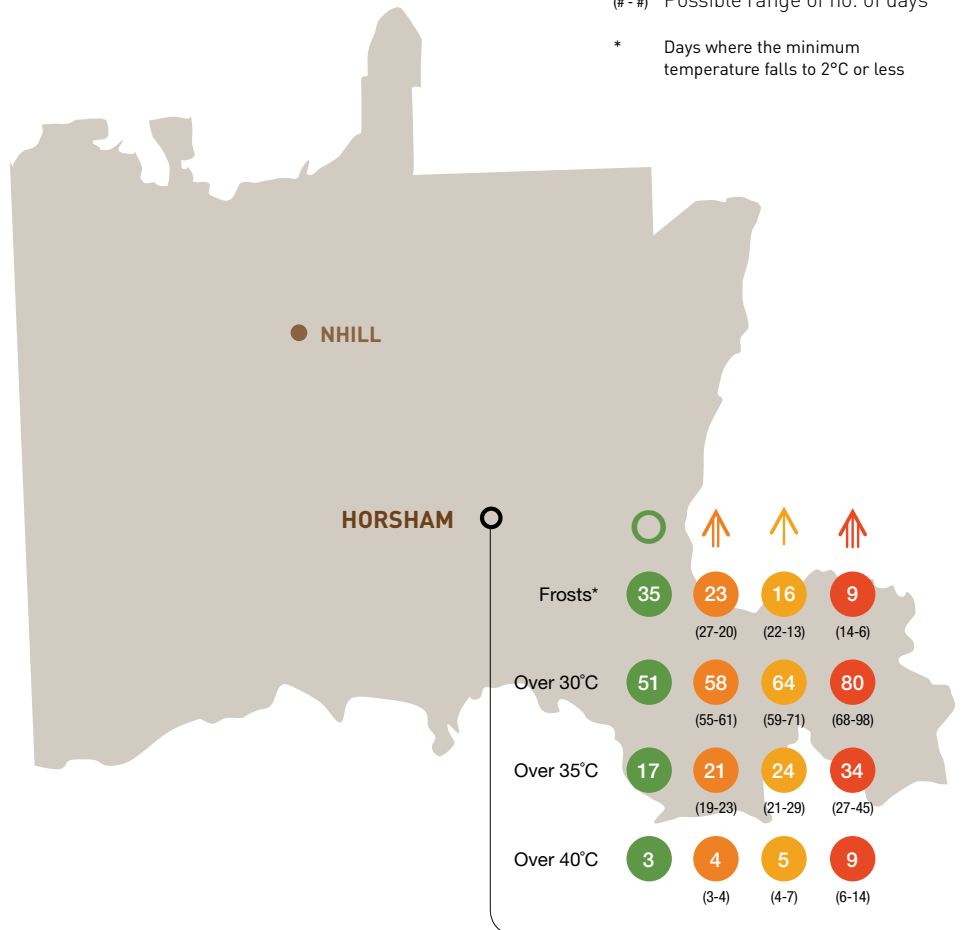 (# - #) Possible range of no. of days
* Days where the minimum
temperature falls to 2°C or less
NHILL
HORSHAM
Frosts* 35 23 16 9
(27-20) (22-13) (14-6)
Over 30°C 51 58 64 80
(55-61) (59-71) (68-98)
Over 35°C 17 21 24 34
(19-23) (21-29) (27-45)
Over 40°C 3 4 5 9
(3-4) (4-7) (6-14)